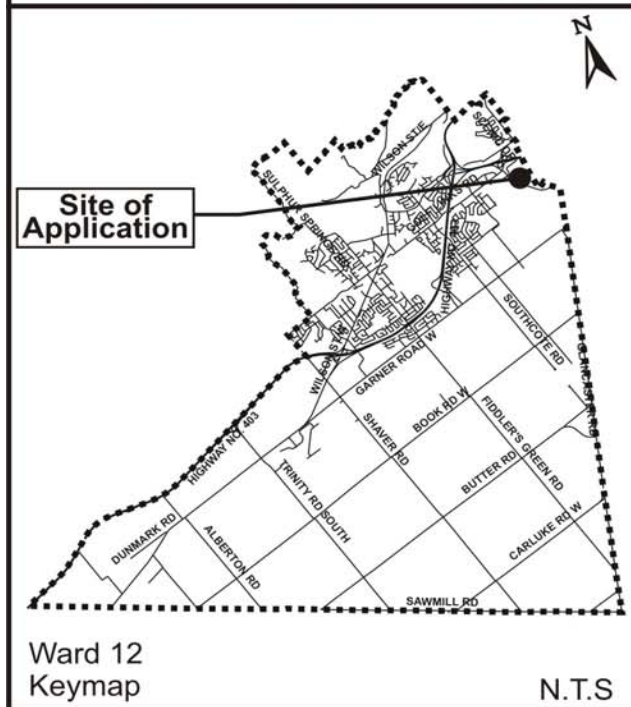 N
SPRING
WILSON ST E
SULPHUR SPRINGS RD
Site of
Application
HIGHWAY NO. 403
SOUTHCOTE RD
WILSON ST W
GARNER ROAD W
BOOK RD W
SHAVER RD
FIDDLER'S GREEN RD
HIGHWAY NO. 403
BUTTER RD
TRINITY RD SOUTH
CARLUKE RD W
DUNMARK RD
ALBERTON RD
SAWMILL RD
Ward 12
Keymap
N.T.S